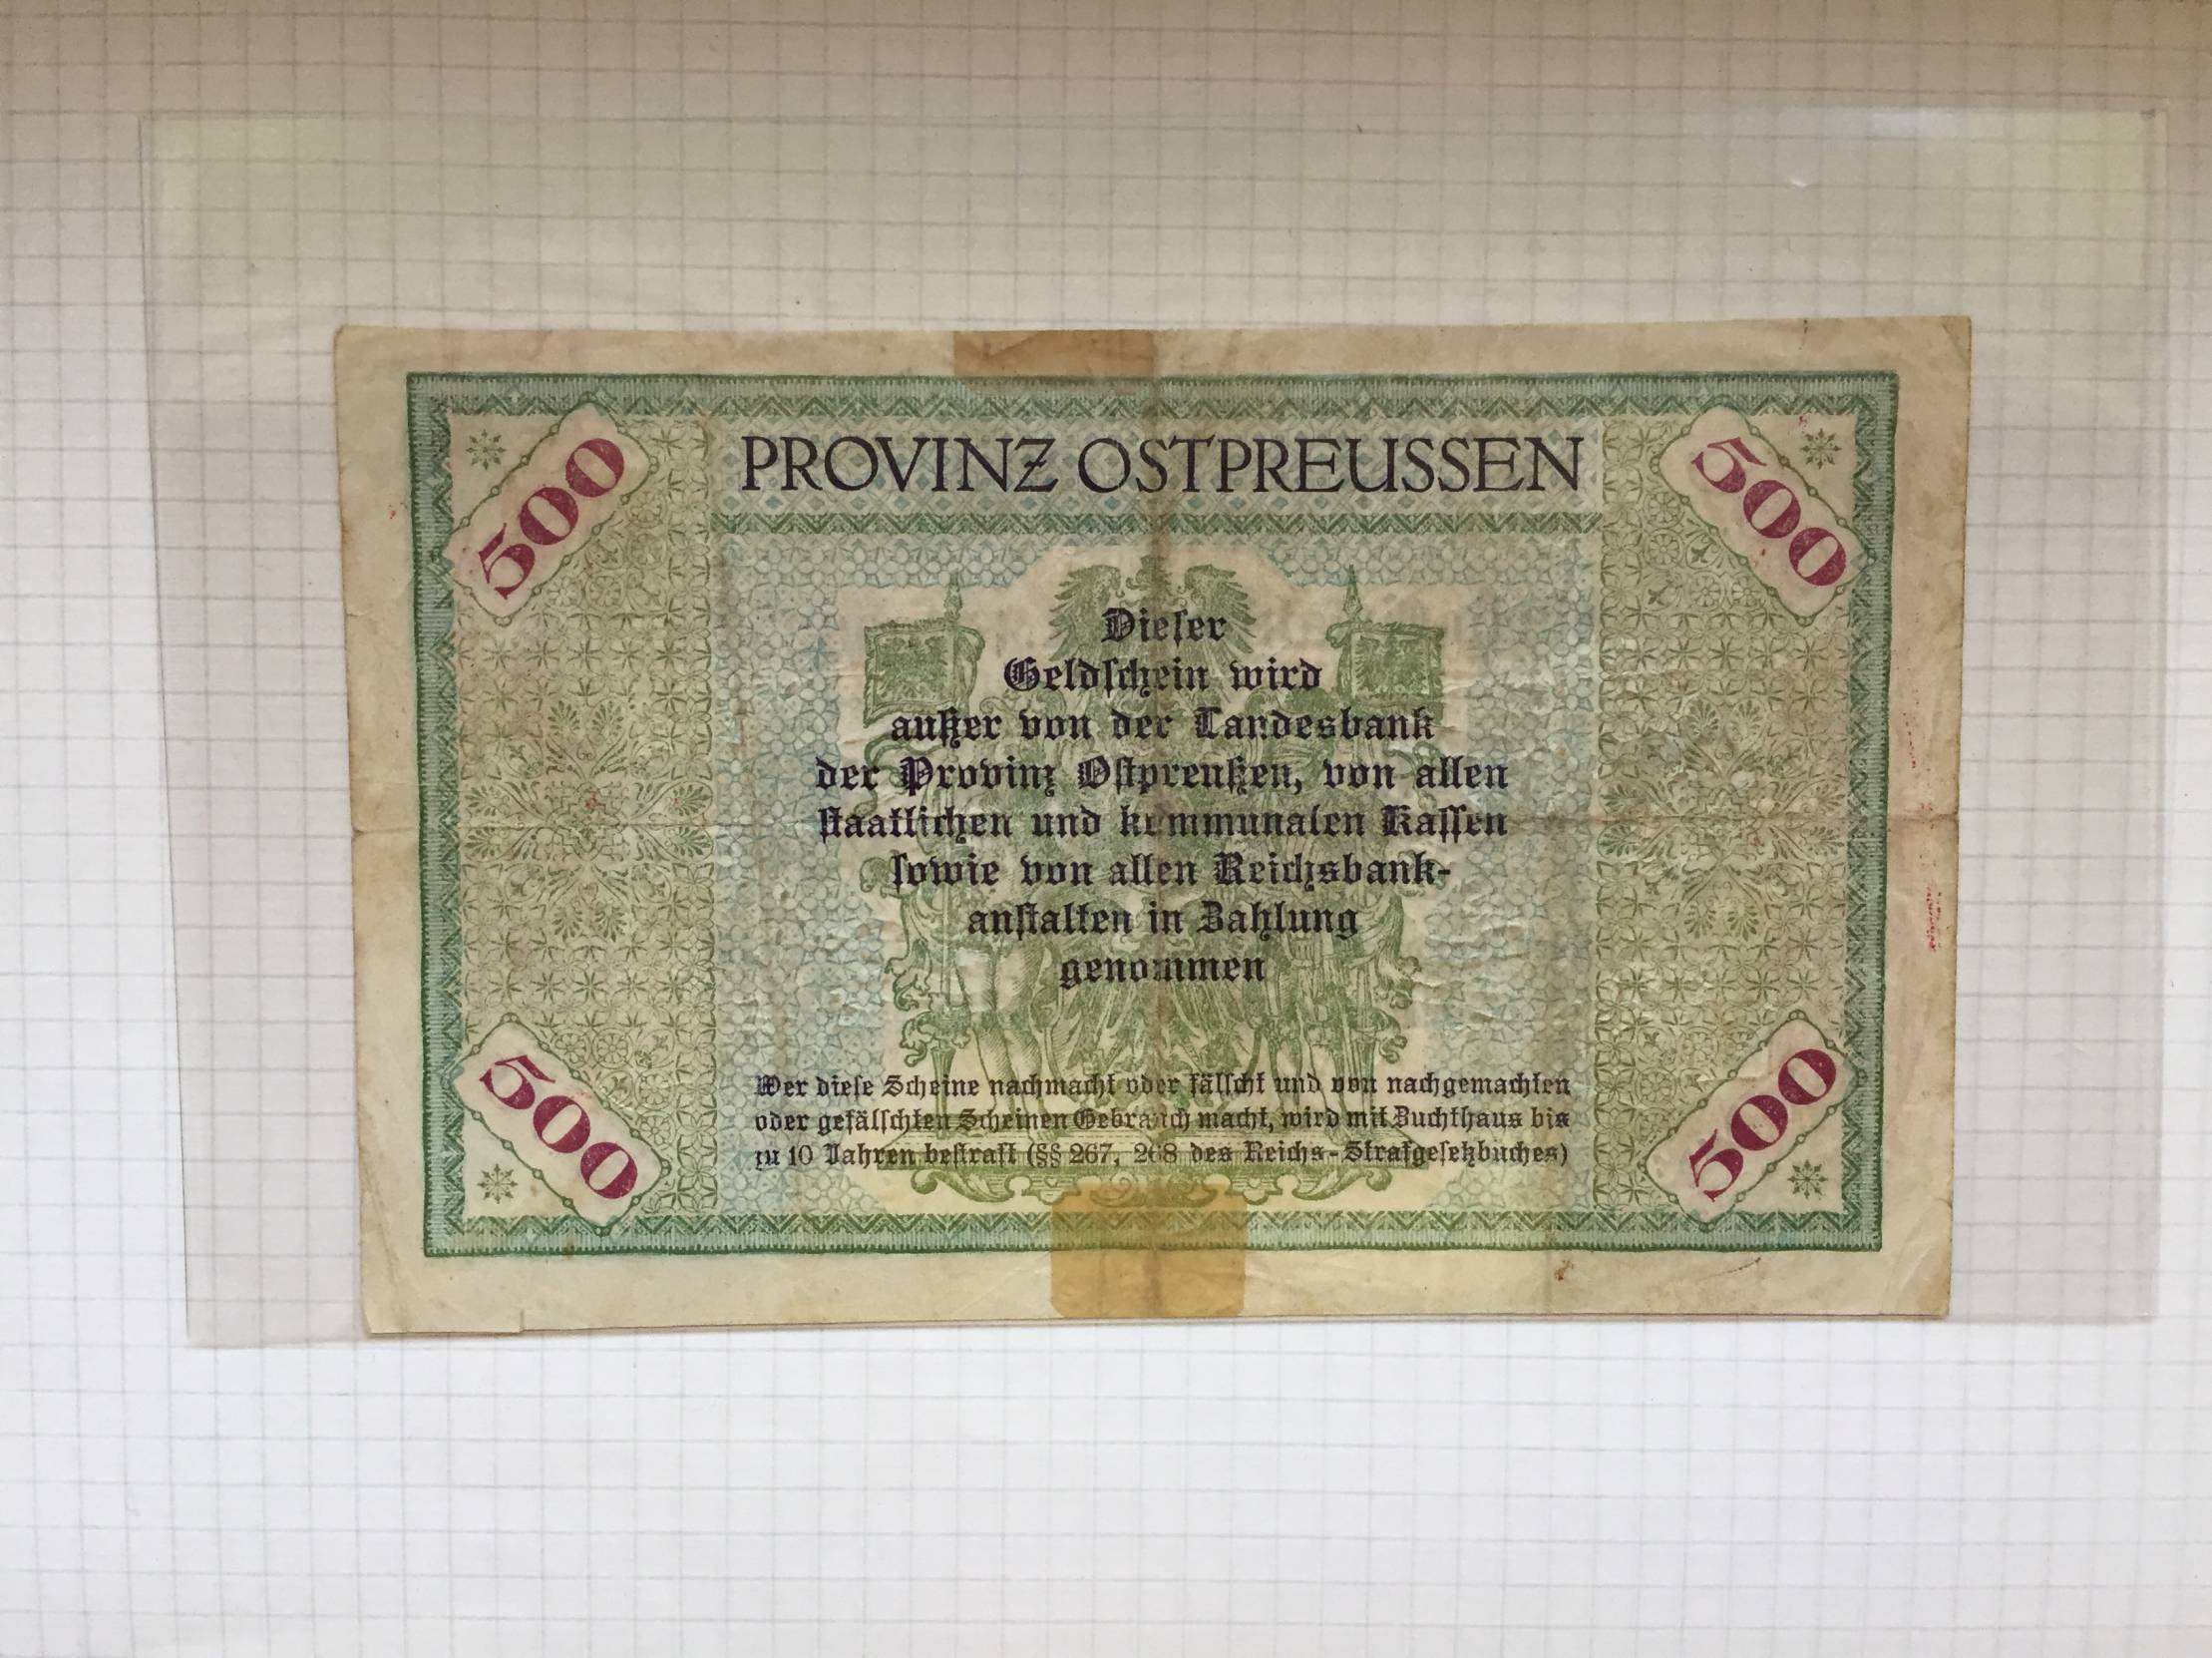 500
PROVINZ OSTPREUSSEN
500
Dieser
Geldschein wird
außer von der Landesbank
der Provinz Ostpreußen, von allen
staatlichen und kommunalen Kassen
sowie von allen Reichsbank-
anstalten in Zahlung
genommen
Wer diese Scheine nachmacht oder fälscht und von nachgemachten
oder gefälschten Scheinen Gebrauch macht, wird mit Zuchthaus bis
zu 10 Jahren bestraft (§§ 267, 268 des Reichs-Strafgesetzbuches)
500
500